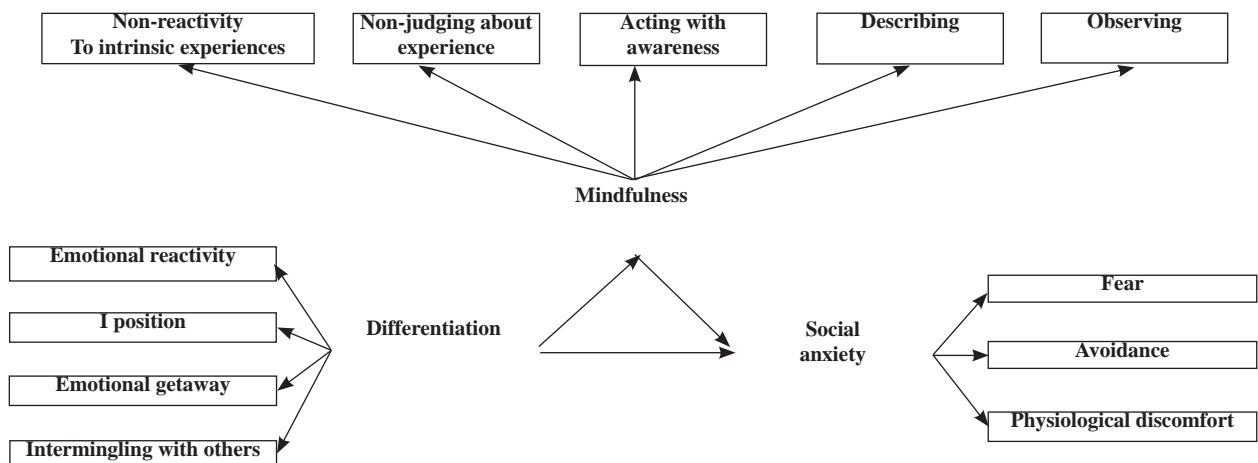 Non-reactivity
To intrinsic experiences
Non-judging about
experience
Acting with
awareness
Describing
Observing
Mindfulness
Emotional reactivity
I position
Emotional getaway
Intermingling with others
Differentiation
Social
anxiety
Fear
Avoidance
Physiological discomfort